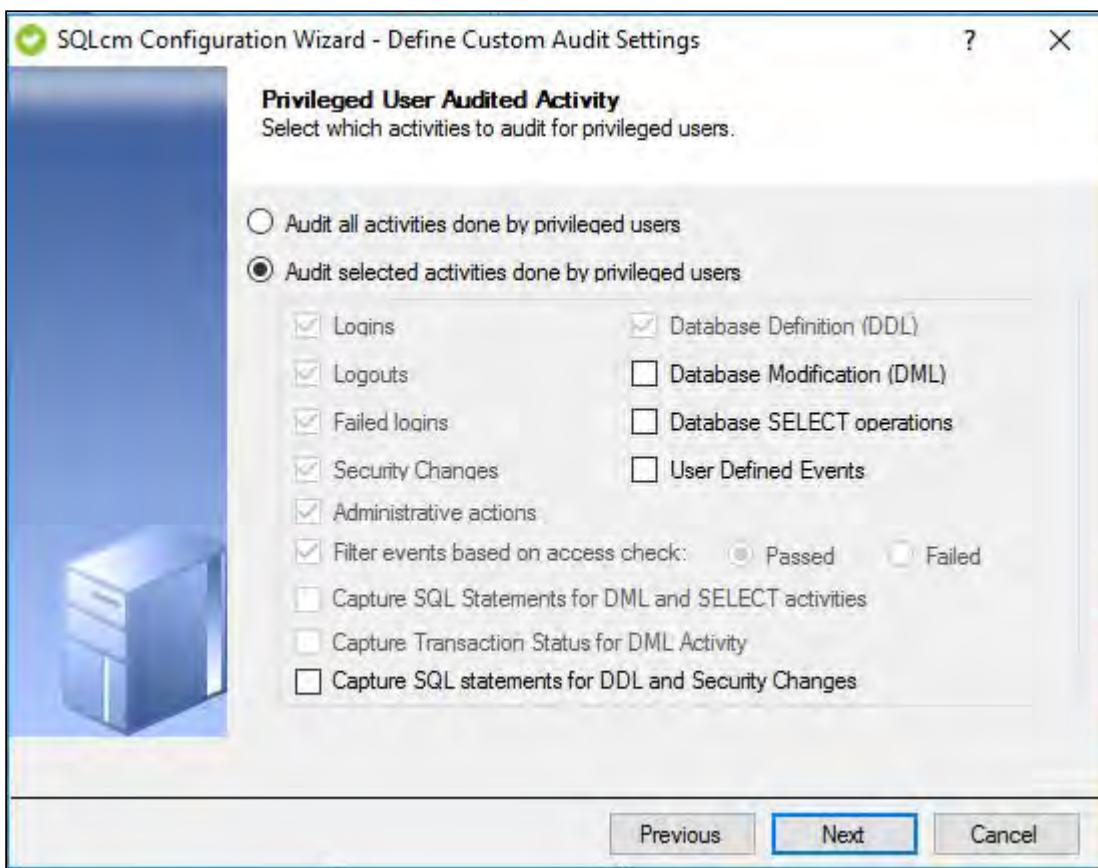 SQLcm Configuration Wizard - Define Custom Audit Settings
?
Privileged User Audited Activity
Select which activities to audit for privileged users.
Audit all activities done by privileged users
Audit selected activities done by privileged users
Logins
Database Definition (DDL)
Logouts
Database Modification (DML)
Failed logins
Database SELECT operations
Security Changes
User Defined Events
Administrative actions
Filter events based on access check: Passed Failed
Capture SQL Statements for DML and SELECT activities
Capture Transaction Status for DML Activity
Capture SQL statements for DDL and Security Changes
Previous
Next
Cancel